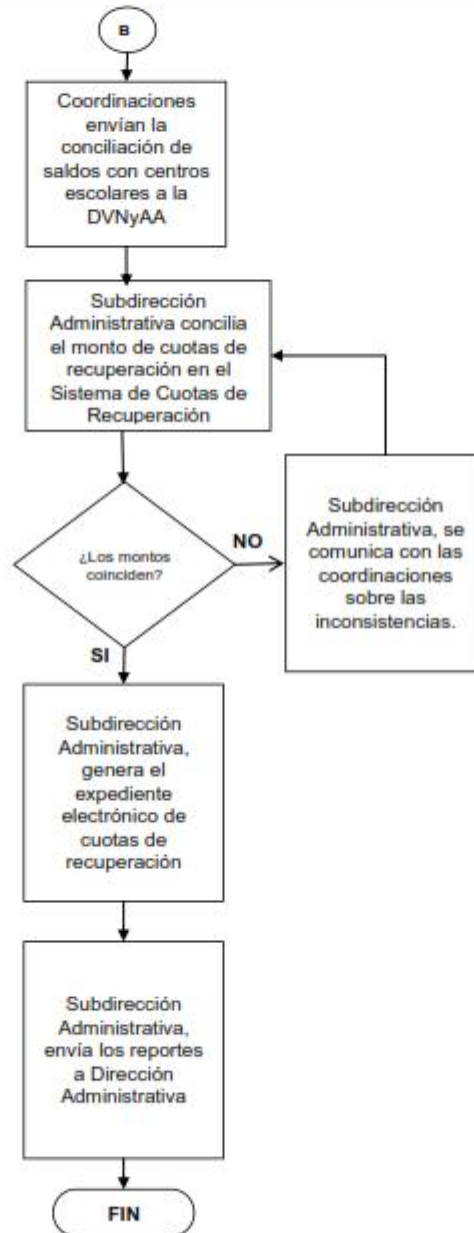 B
Coordinaciones
envían la
conciliación de
saldos con centros
escolares a la
DVNyAA
Subdirección
Administrativa concilia
el monto de cuotas de
recuperación en el
Sistema de Cuotas de
Recuperación
¿Los montos
coinciden?
NO
Subdirección
Administrativa, se
comunica con las
coordinaciones
sobre las
inconsistencias.
SI
Subdirección
Administrativa,
genera el
expediente
electrónico de
cuotas de
recuperación
Subdirección
Administrativa,
envía los reportes
a Dirección
Administrativa
FIN